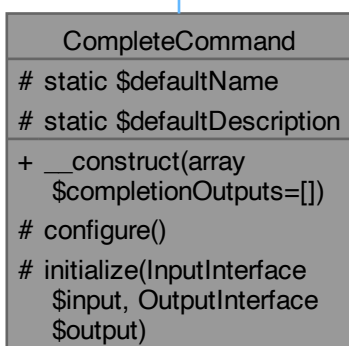 CompleteCommand
# static $defaultName
# static $defaultDescription
+ __construct(array
$completionOutputs=[])
# configure()
# initialize(InputInterface
$input, OutputInterface
$output)